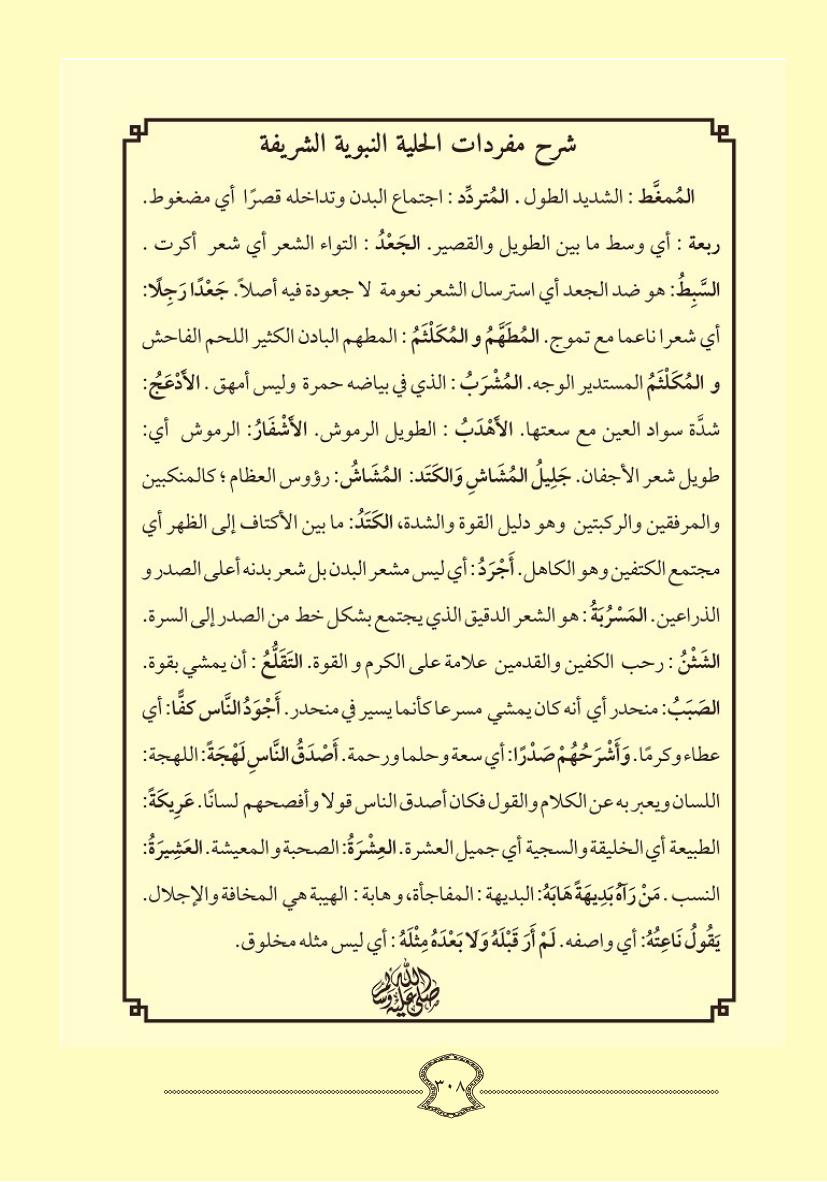 شرح مفردات الحلية النبوية الشريفة
المُمغَّط : الشديد الطول . المُتردِّد : اجتماع البدن وتداخله قصرًا أي مضغوط.
ربعة : أي وسط ما بين الطويل والقصير. الجَعْدُ : التواء الشعر أي شعر أكرت .
السَّبِطُ: هو ضد الجعد أي استرسال الشعر نعومة لا جعودة فيه أصلاً. جَعْدًا رَجِلًا:
أي شعرا ناعما مع تموج. المُطَهَّمُ و المُكَلْثَمُ : المطهم البادن الكثير اللحم الفاحش
و المُكَلْثَمُ المستدير الوجه. المُشْرَبُ : الذي في بياضه حمرة وليس أمهق . الأَدْعَجُ:
شدَّة سواد العين مع سعتها. الأَهْدَبُ : الطويل الرموش. الأَشْفَارُ: الرموش أي:
طويل شعر الأجفان. جَلِيلُ المُشَاشِ وَالكَتَد: المُشَاشُ: رؤوس العظام ؛ كالمنكبين
والمرفقين والركبتين وهو دليل القوة والشدة، الكَتَدُ: ما بين الأكتاف إلى الظهر أي
مجتمع الكتفين وهو الكاهل. أَجْرَدُ: أي ليس مشعر البدن بل شعر بدنه أعلى الصدر و
الذراعين. المَسْرُبَةُ : هو الشعر الدقيق الذي يجتمع بشكل خط من الصدر إلى السرة.
الشَثْنُ : رحب الكفين والقدمين علامة على الكرم و القوة. التَقَلُّعُ : أن يمشي بقوة.
الصَبَبُ: منحدر أي أنه كان يمشي مسرعا كأنما يسير في منحدر. أَجْوَدُ النَّاس كفًّا: أي
عطاء وكرمًا. وَأَشْرَحُهُمْ صَدْرًا: أي سعة وحلما ورحمة. أَصْدَقُ النَّاسِ لَهْجَةً: اللهجة:
اللسان ويعبر به عن الكلام والقول فكان أصدق الناس قولا وأفصحهم لسانًا. عَرِيكَةً:
الطبيعة أي الخليقة والسجية أي جميل العشرة. العِشْرَةُ: الصحبة و المعيشة. العَشِيرَةُ:
النسب . مَنْ رَآهُ بَدِيهَةً هَابَهُ: البديهة : المفاجأة، و هابة : الهيبة هي المخافة والإجلال.
يَقُولُ نَاعِتُهُ: أي واصفه. لَمْ أَرَ قَبْلَهُ وَلَا بَعْدَهُ مِثْلَهُ : أي ليس مثله مخلوق.
صلى الله عليه وسلم
٣٠٨